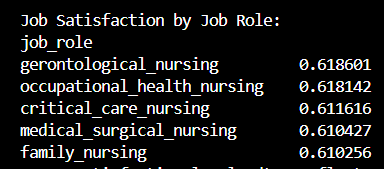 Job Satisfaction by Job Role:
job_role
gerontological_nursing 0.618601
occupational_health_nursing 0.618142
critical_care_nursing 0.611616
medical_surgical_nursing 0.610427
family_nursing 0.610256